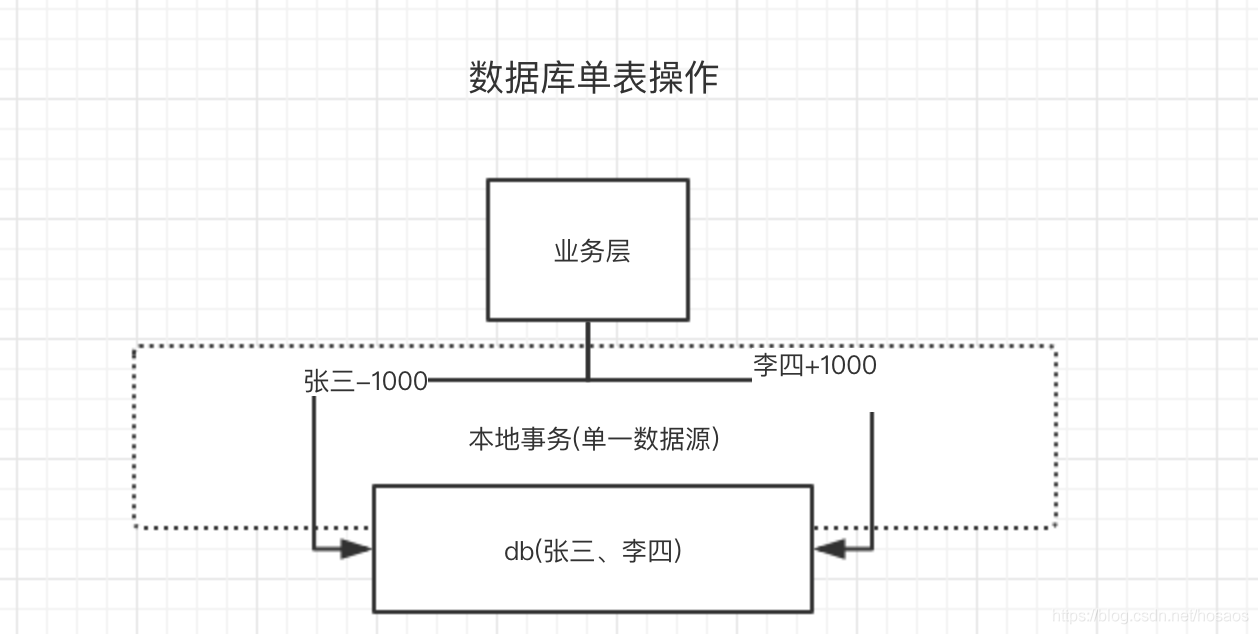 数据库单表操作
业务层
张三-1000
李四+1000
本地事务(单一数据源)
db(张三、李四)
https://blog.csdn.net/hosaos